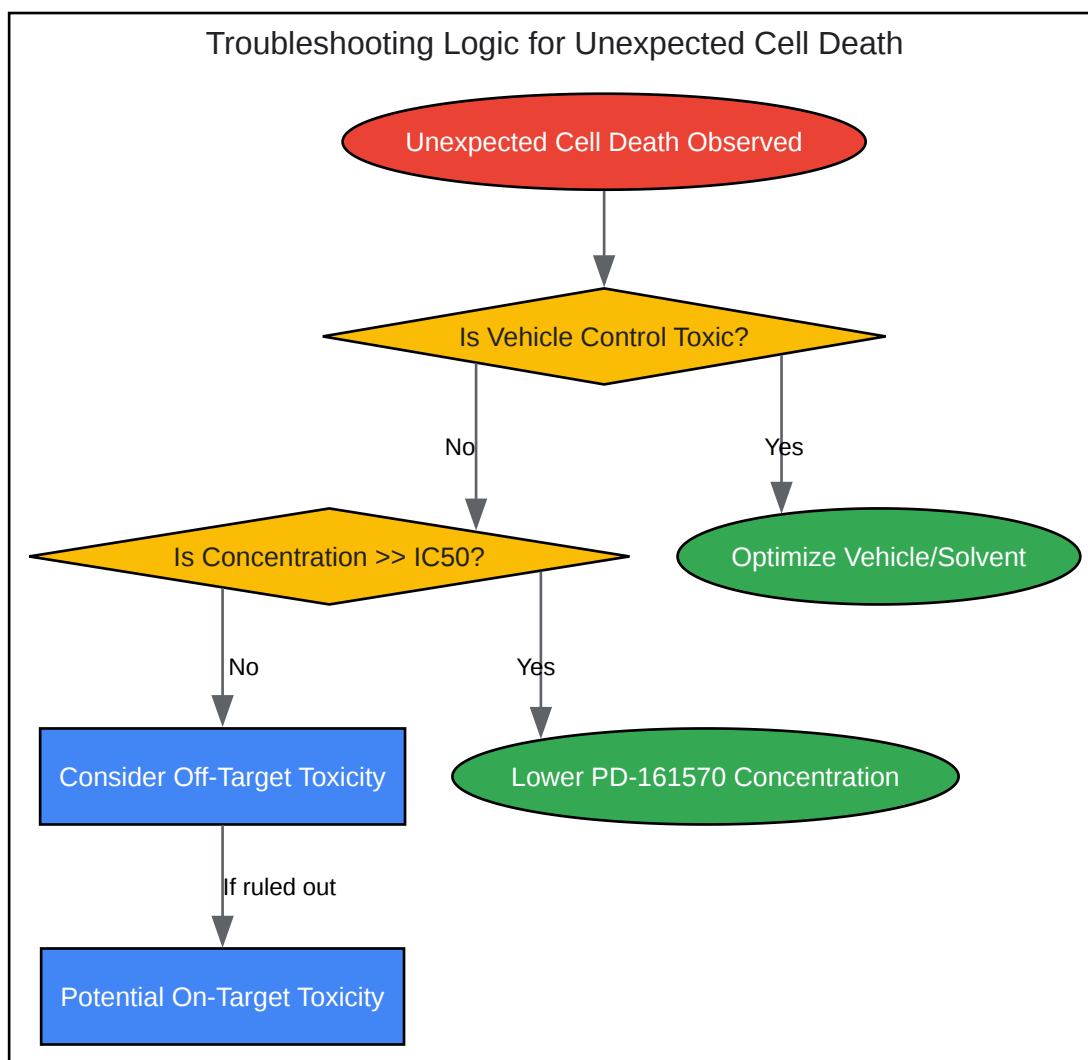 Troubleshooting Logic for Unexpected Cell Death
Unexpected Cell Death Observed
Is Vehicle Control Toxic?
No
Yes
Is Concentration >> IC50?
Optimize Vehicle/Solvent
No
Yes
Consider Off-Target Toxicity
Lower PD-161570 Concentration
If ruled out
Potential On-Target Toxicity